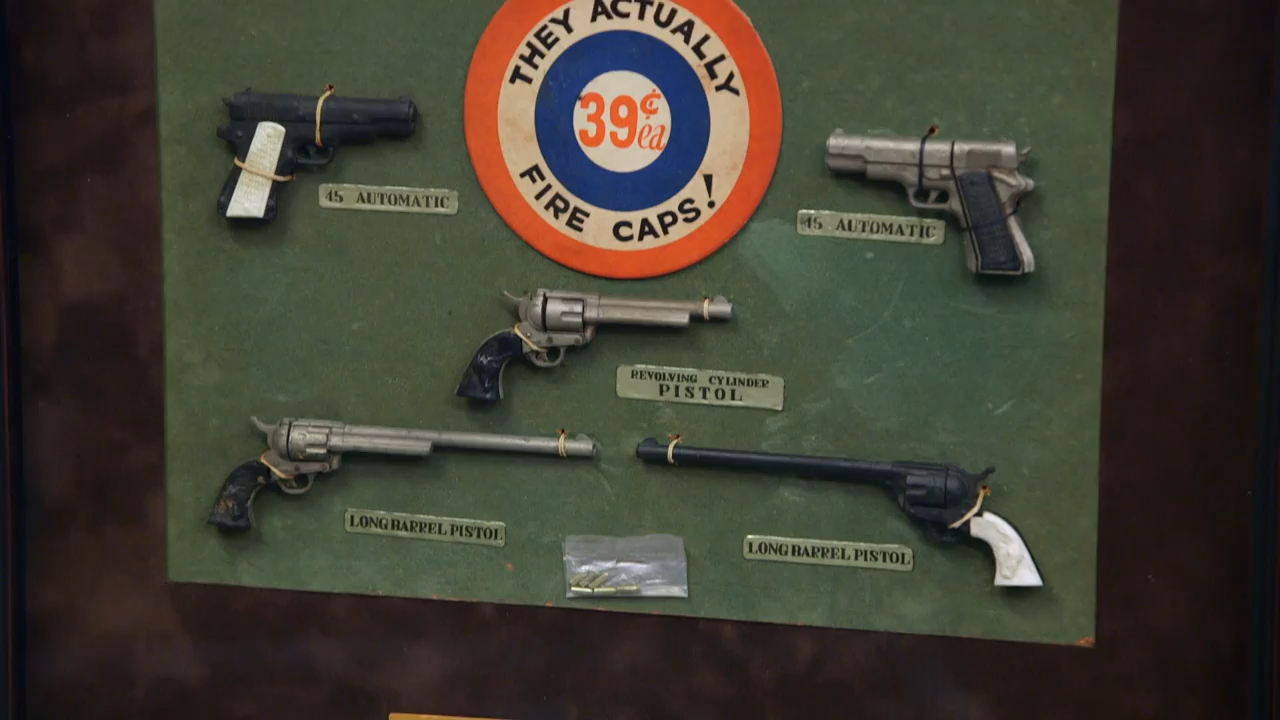 THEY ACTUALLY
39¢
ea
FIRE CAPS!
45 AUTOMATIC
45 AUTOMATIC
REVOLVING CYLINDER
PISTOL
LONG BARREL PISTOL
LONG BARREL PISTOL